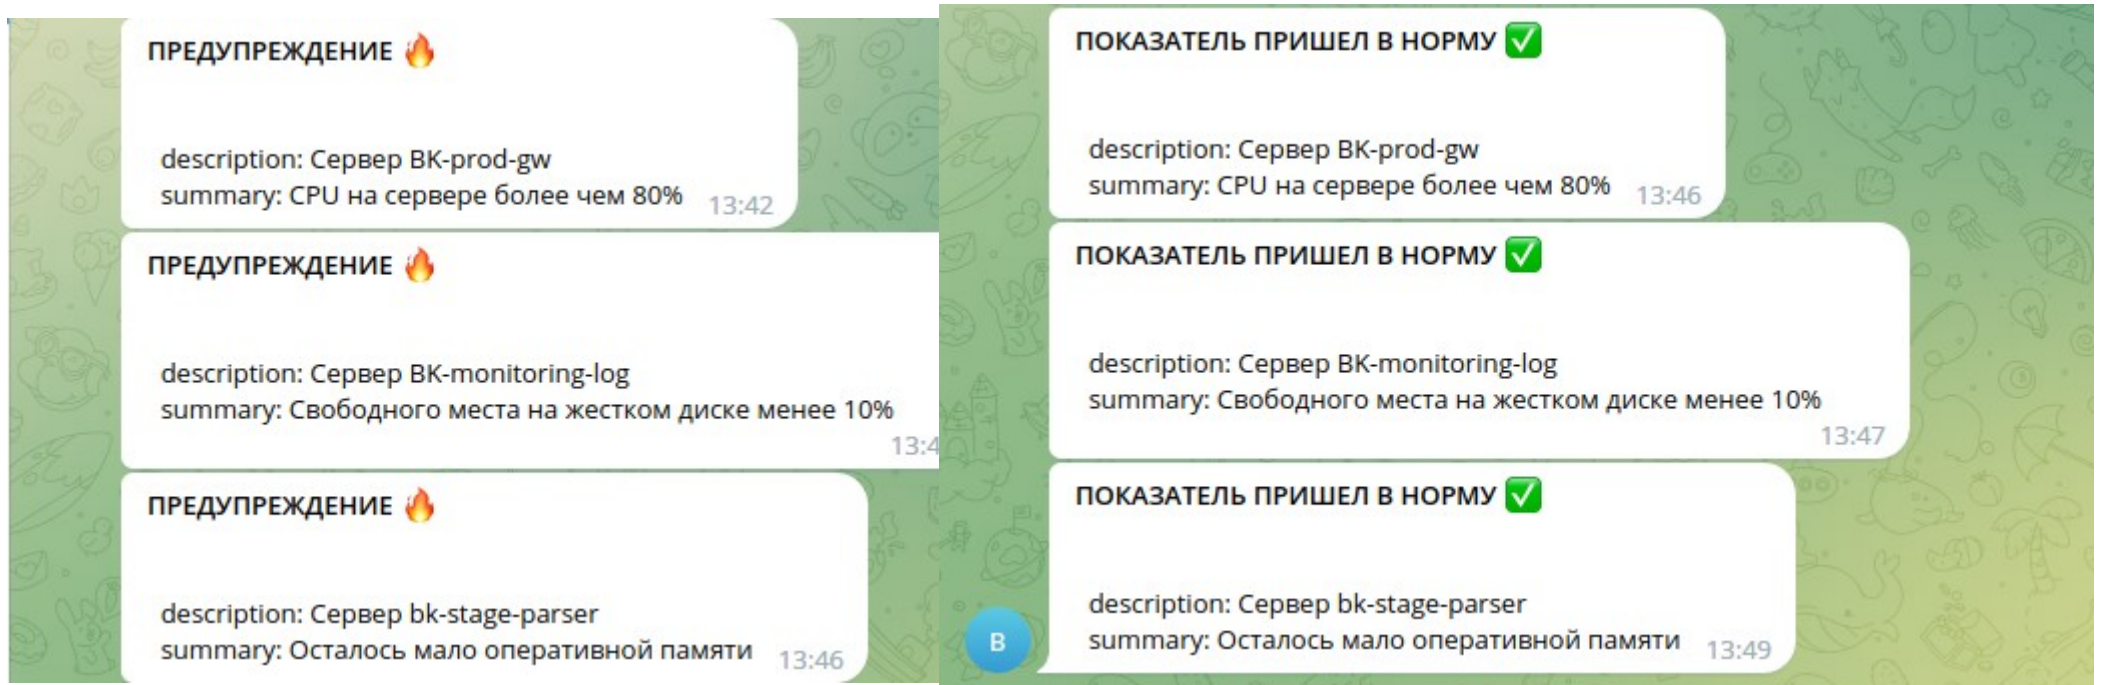 ПРЕДУПРЕЖДЕНИЕ 🔥
description: Сервер BK-prod-gw
summary: CPU на сервере более чем 80%
13:42
ПРЕДУПРЕЖДЕНИЕ 🔥
description: Сервер BK-monitoring-log
summary: Свободного места на жестком диске менее 10%
13:4
ПРЕДУПРЕЖДЕНИЕ 🔥
description: Сервер bk-stage-parser
summary: Осталось мало оперативной памяти
13:46
ПОКАЗАТЕЛЬ ПРИШЕЛ В НОРМУ ✅
description: Сервер BK-prod-gw
summary: CPU на сервере более чем 80%
13:46
ПОКАЗАТЕЛЬ ПРИШЕЛ В НОРМУ ✅
description: Сервер BK-monitoring-log
summary: Свободного места на жестком диске менее 10%
13:47
ПОКАЗАТЕЛЬ ПРИШЕЛ В НОРМУ ✅
description: Сервер bk-stage-parser
summary: Осталось мало оперативной памяти
13:49
B